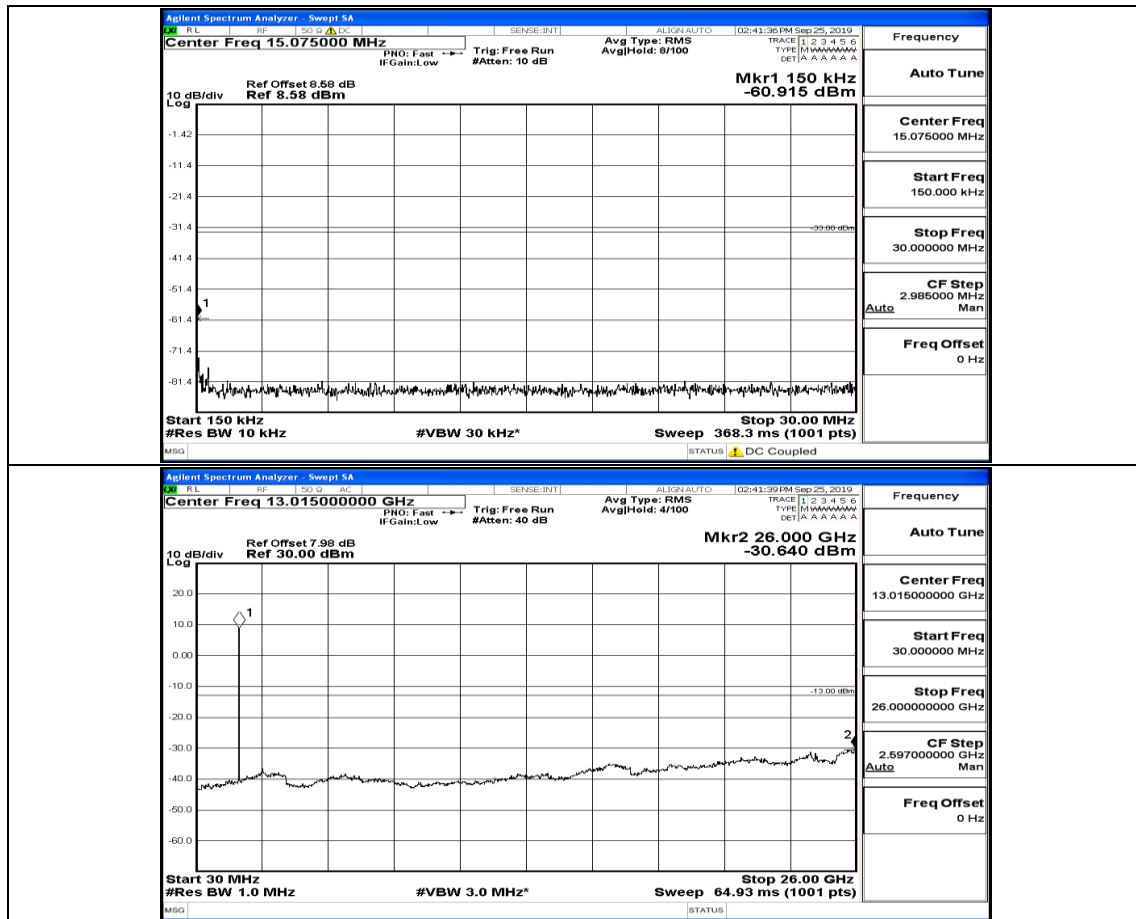 Agilent Spectrum Analyzer - Swept SA
LXI RL RF 50 Ω DC SENSE:INT ALIGN AUTO 02:41:36 PM Sep 25, 2019
Center Freq 15.075000 MHz
PNO: Fast
IFGain:Low
Trig: Free Run
#Atten: 10 dB
Avg Type: RMS
Avg|Hold: 8/100
TRACE 1 2 3 4 5 6
TYPE M WWWWW
DET A A A A A A
Frequency
Auto Tune
Ref Offset 8.58 dB
10 dB/div Ref 8.58 dBm
Log
Mkr1 150 kHz
-60.915 dBm
-1.42
-11.4
-21.4
-31.4
-33.00 dBm
-41.4
-51.4
1
-61.4
-71.4
-81.4
Center Freq
15.075000 MHz
Start Freq
150.000 kHz
Stop Freq
30.000000 MHz
CF Step
2.985000 MHz
Auto Man
Freq Offset
0 Hz
Start 150 kHz Stop 30.00 MHz
#Res BW 10 kHz #VBW 30 kHz* Sweep 368.3 ms (1001 pts)
MSG STATUS DC Coupled
Agilent Spectrum Analyzer - Swept SA
LXI RL RF 50 Ω AC SENSE:INT ALIGN AUTO 02:41:39 PM Sep 25, 2019
Center Freq 13.015000000 GHz
PNO: Fast
IFGain:Low
Trig: Free Run
#Atten: 40 dB
Avg Type: RMS
Avg|Hold: 4/100
TRACE 1 2 3 4 5 6
TYPE M WWWWW
DET A A A A A A
Frequency
Auto Tune
Ref Offset 7.98 dB
10 dB/div Ref 30.00 dBm
Log
Mkr2 26.000 GHz
-30.640 dBm
20.0
10.0
1
0.00
-10.0
-13.00 dBm
-20.0
-30.0
2
-40.0
-50.0
-60.0
Center Freq
13.015000000 GHz
Start Freq
30.000000 MHz
Stop Freq
26.000000000 GHz
CF Step
2.597000000 GHz
Auto Man
Freq Offset
0 Hz
Start 30 MHz Stop 26.00 GHz
#Res BW 1.0 MHz #VBW 3.0 MHz* Sweep 64.93 ms (1001 pts)
MSG STATUS